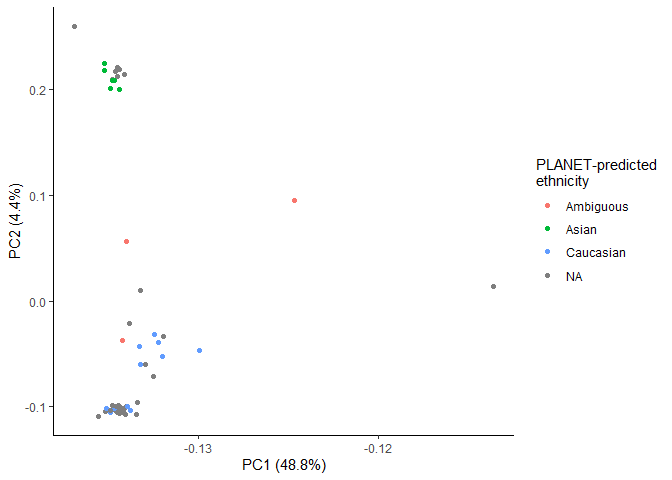 0.2
0.1
0.0
-0.1
PC2 (4.4%)
-0.13
-0.12
PC1 (48.8%)
PLANET-predicted
ethnicity
Ambiguous
Asian
Caucasian
NA